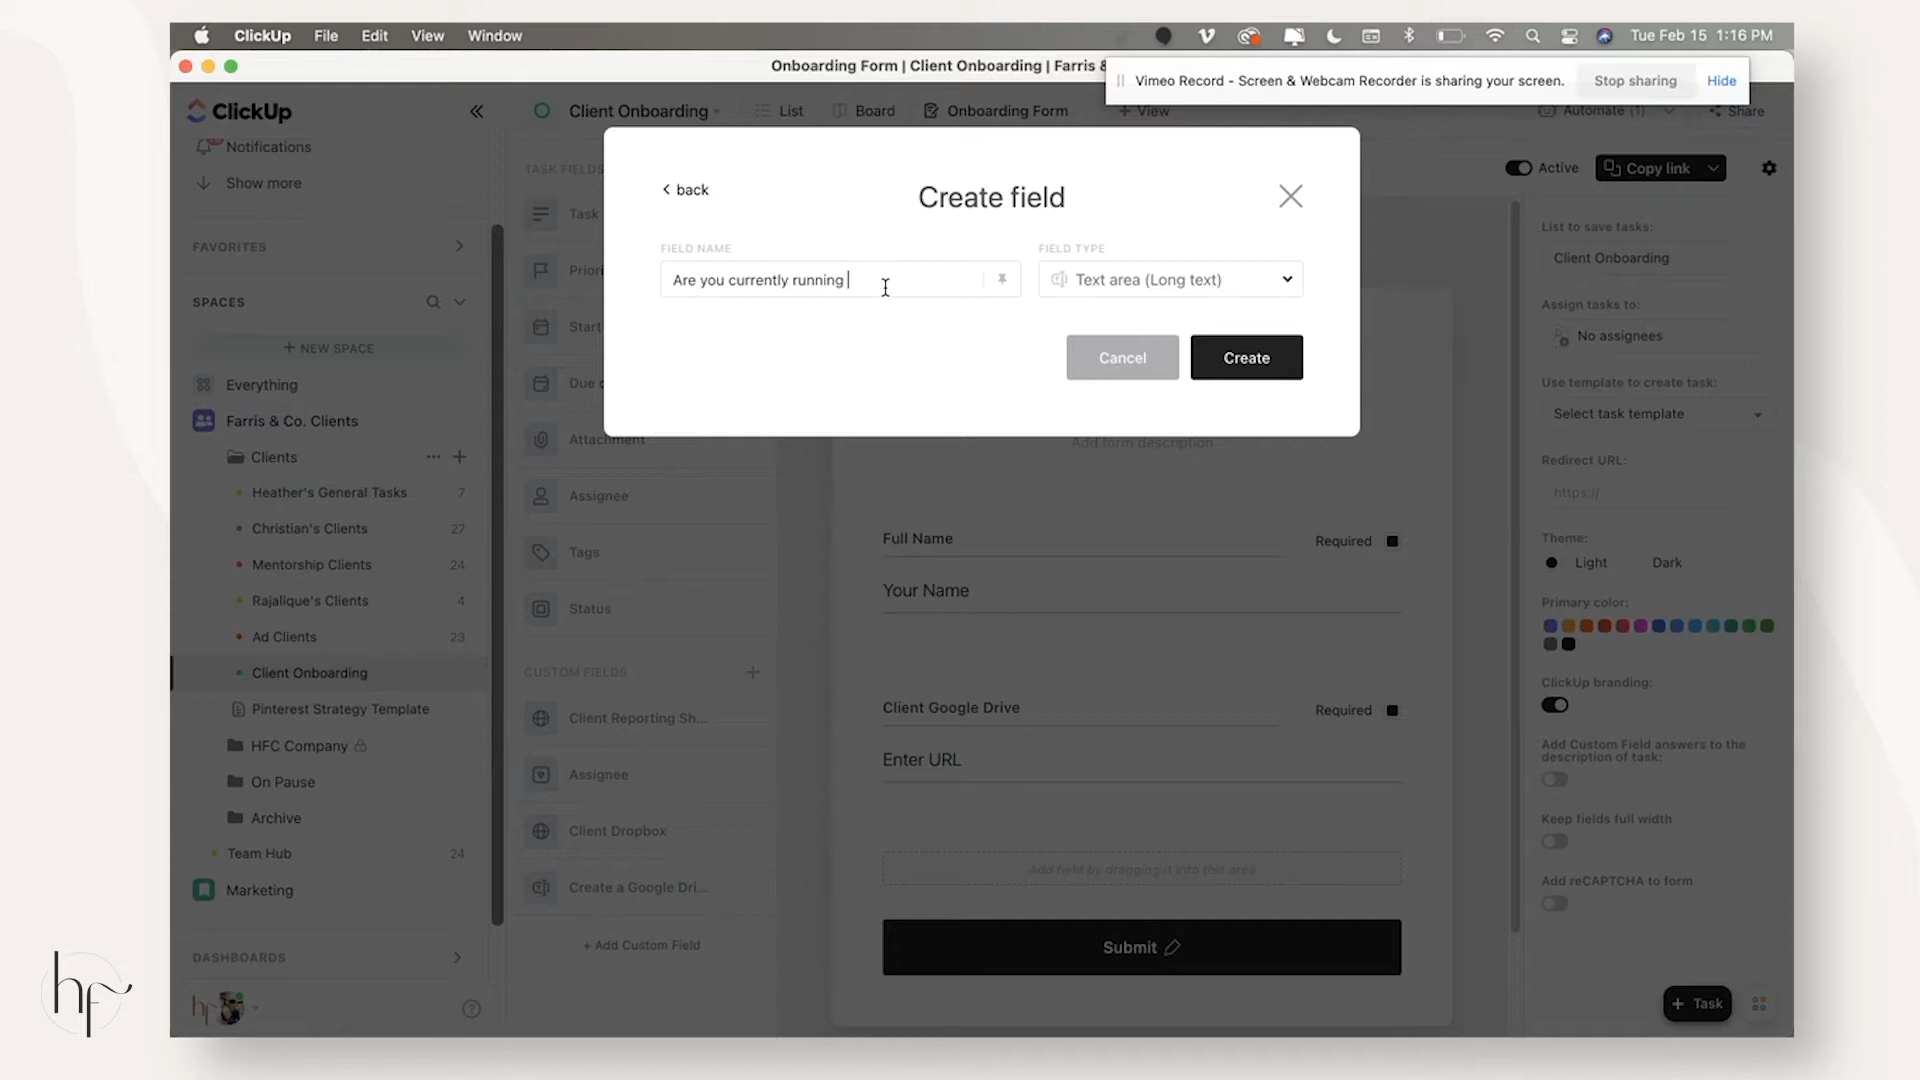 ClickUp File Edit View Window Tue Feb 15 1:16 PM
Onboarding Form | Client Onboarding | Farris &
Vimeo Record - Screen & Webcam Recorder is sharing your screen. Stop sharing Hide
ClickUp
Client Onboarding List Board Onboarding Form + View Automate (1) Share
Notifications
Show more
FAVORITES
SPACES
+ NEW SPACE
Everything
Farris & Co. Clients
Clients
Heather's General Tasks 7
Christian's Clients 27
Mentorship Clients 24
Rajalique's Clients 4
Ad Clients 23
Client Onboarding
Pinterest Strategy Template
HFC Company
On Pause
Archive
Team Hub 24
Marketing
DASHBOARDS
hf
TASK FIELDS
Task
Priori
Start
Due
Attachment
Assignee
Tags
Status
CUSTOM FIELDS +
Client Reporting Sh...
Assignee
Client Dropbox
Create a Google Dri...
+ Add Custom Field
back
Create field
FIELD NAME
Are you currently running
FIELD TYPE
Text area (Long text)
Cancel
Create
Add form description
Full Name Required
Your Name
Client Google Drive Required
Enter URL
Add field by dragging it into this area
Submit
Active Copy link
List to save tasks:
Client Onboarding
Assign tasks to:
No assignees
Use template to create task:
Select task template
Redirect URL:
https://
Theme:
Light Dark
Primary color:
ClickUp branding:
Add Custom Field answers to the
description of task:
Keep fields full width
Add reCAPTCHA to form
+ Task
hf